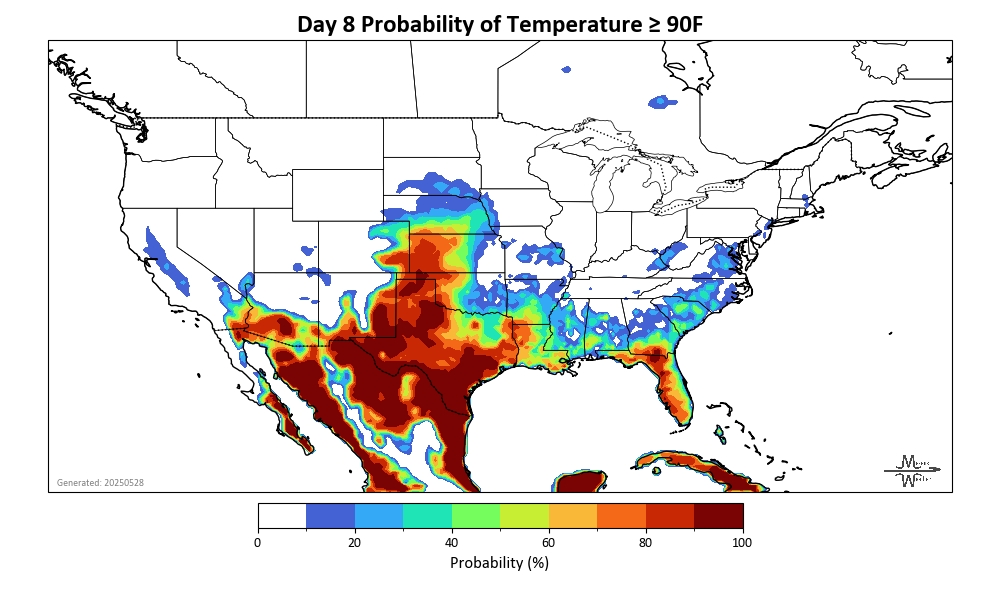 Day 8 Probability of Temperature ≥ 90F
Generated: 20250528
0 20 40 60 80 100
Probability (%)